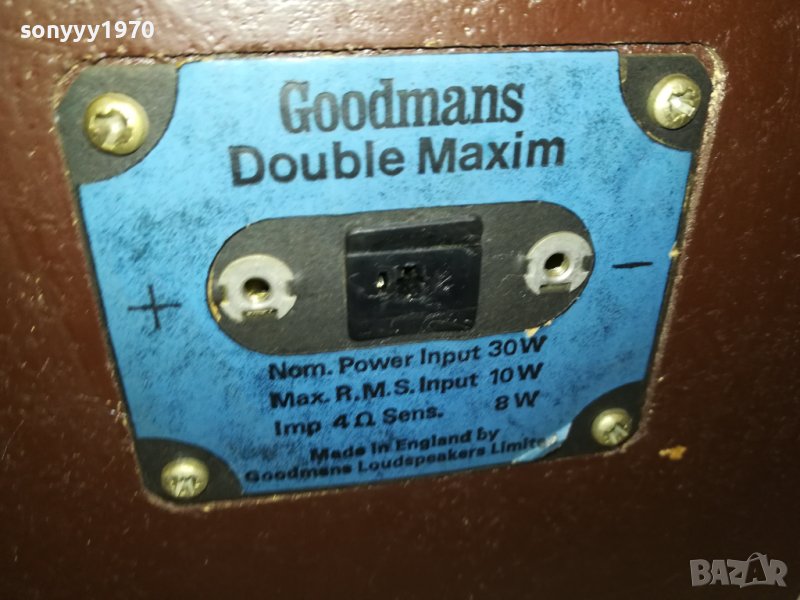 sonyyy1970
Goodmans
Double Maxim
+ -
Nom. Power Input 30W
Max. R.M.S. Input 10W
Imp 4Ω Sens. 8W
Made in England by
Goodmans Loudspeakers Limited
BAZAR